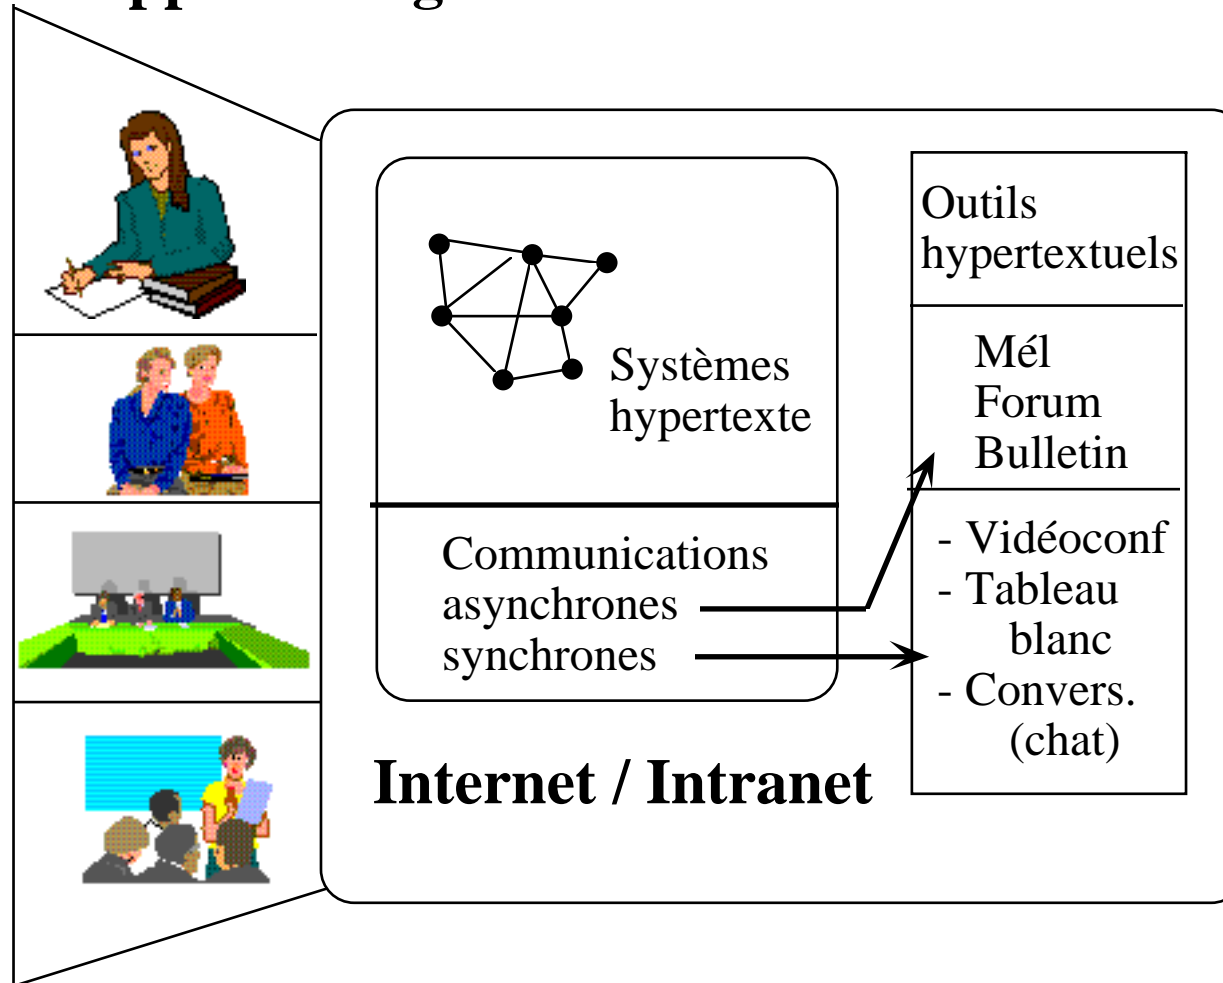 Outils
hypertextuels
Systèmes
hypertexte
Mél
Forum
Bulletin
Communications
asynchrones
synchrones
- Vidéoconf
- Tableau
blanc
- Convers.
(chat)
Internet / Intranet